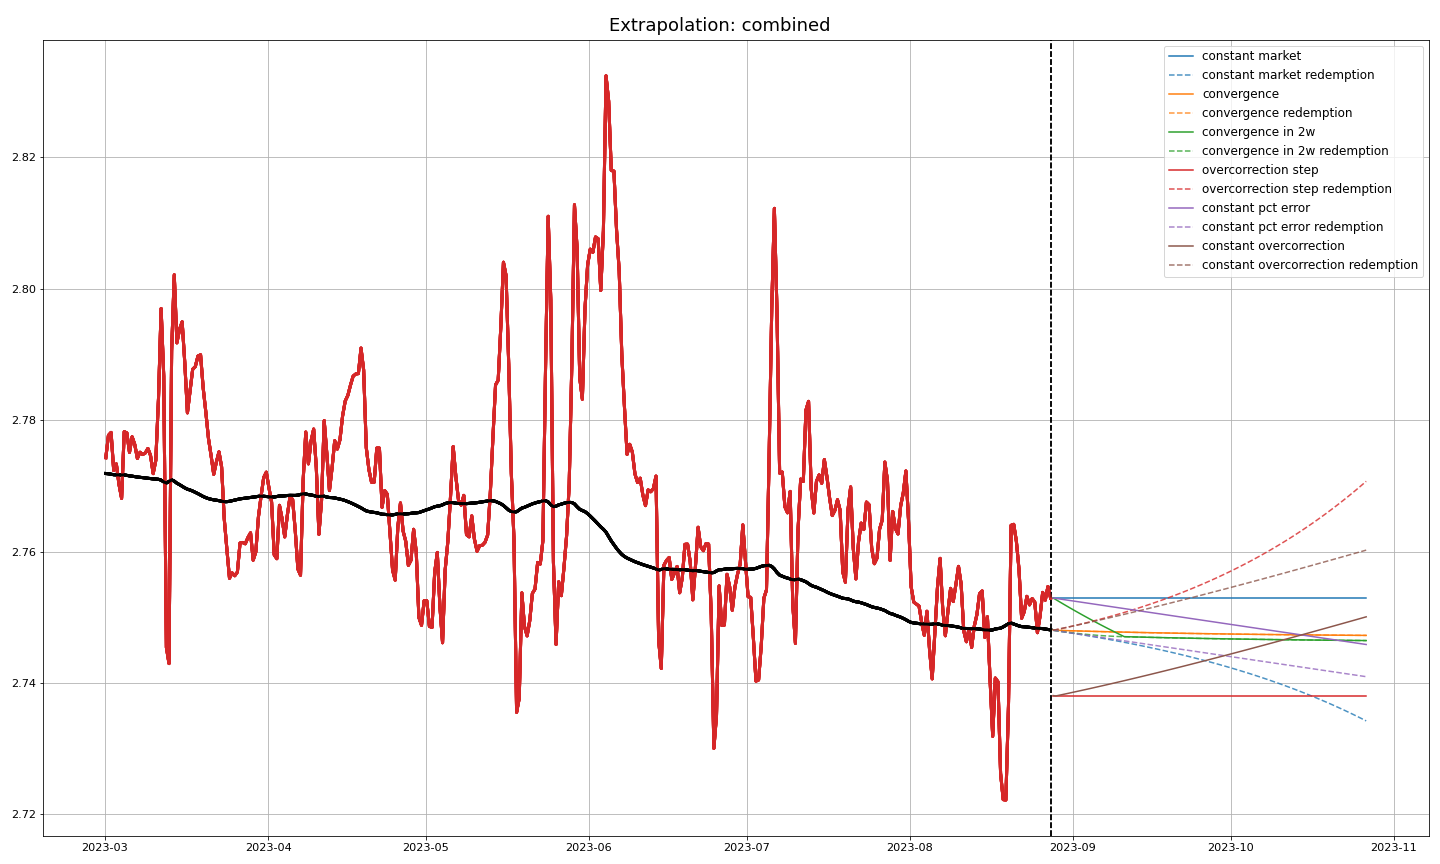 Extrapolation: combined
constant market
constant market redemption
convergence
convergence redemption
convergence in 2w
convergence in 2w redemption
overcorrection step
overcorrection step redemption
constant pct error
constant pct error redemption
constant overcorrection
constant overcorrection redemption
2.82
2.80
2.78
2.76
2.74
2.72
2023-03 2023-04 2023-05 2023-06 2023-07 2023-08 2023-09 2023-10 2023-11